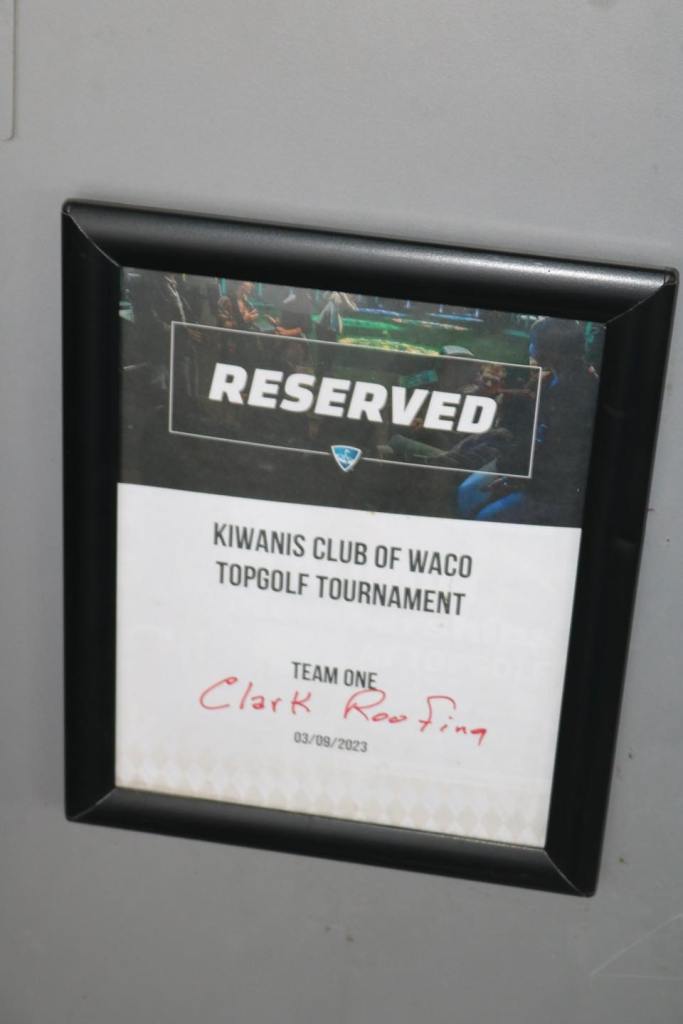 RESERVED
KIWANIS CLUB OF WACO
TOPGOLF TOURNAMENT
TEAM ONE
Clark Roofing
03/09/2023